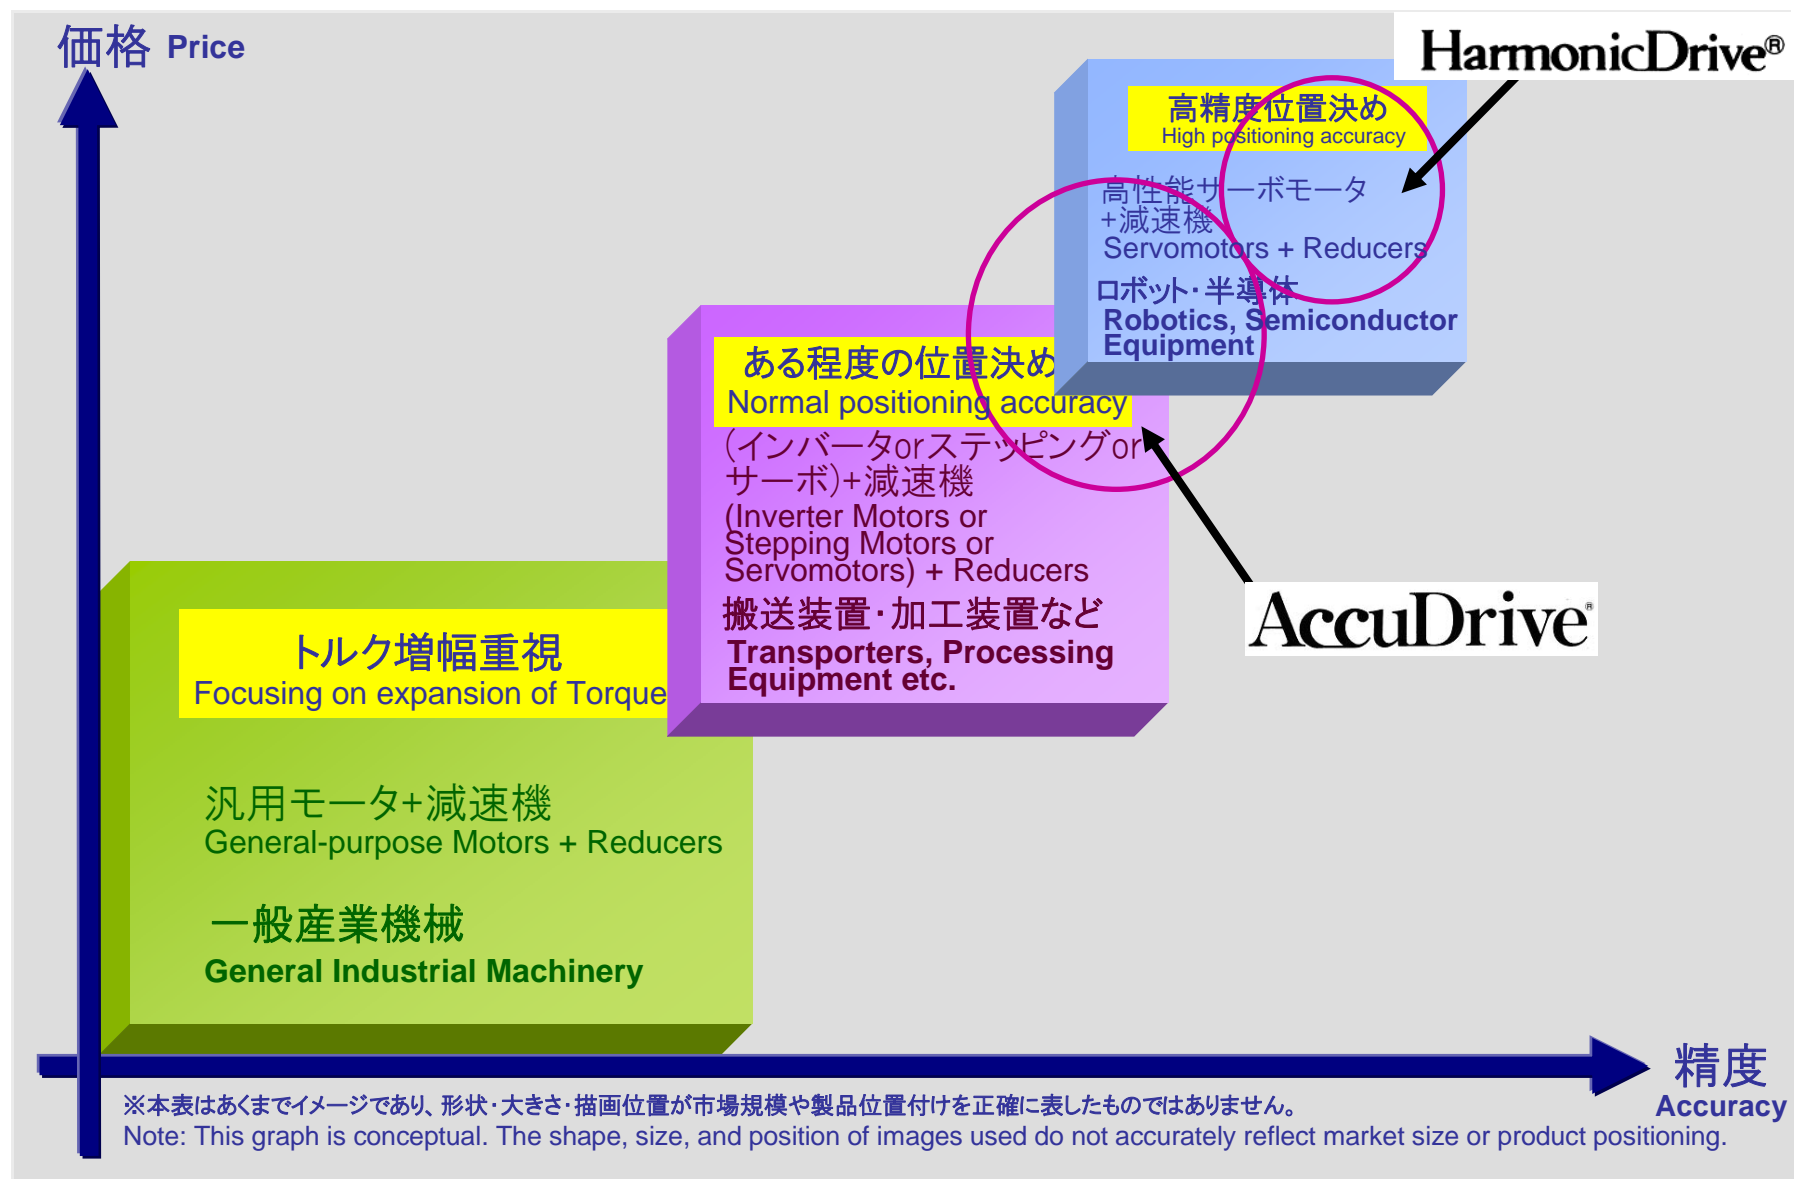 価格 Price
HarmonicDrive®
高精度位置決め
High positioning accuracy
高性能サーボモータ
+減速機
Servomotors + Reducers
ロボット・半導体
Robotics, Semiconductor
Equipment
ある程度の位置決め
Normal positioning accuracy
(インバータorステッピングor
サーボ)+減速機
(Inverter Motors or
Stepping Motors or
Servomotors) + Reducers
搬送装置・加工装置など
Transporters, Processing
Equipment etc.
AccuDrive®
トルク増幅重視
Focusing on expansion of Torque
汎用モータ+減速機
General-purpose Motors + Reducers
一般産業機械
General Industrial Machinery
精度
Accuracy
※本表はあくまでイメージであり、形状・大きさ・描画位置が市場規模や製品位置付けを正確に表したものではありません。
Note: This graph is conceptual. The shape, size, and position of images used do not accurately reflect market size or product positioning.